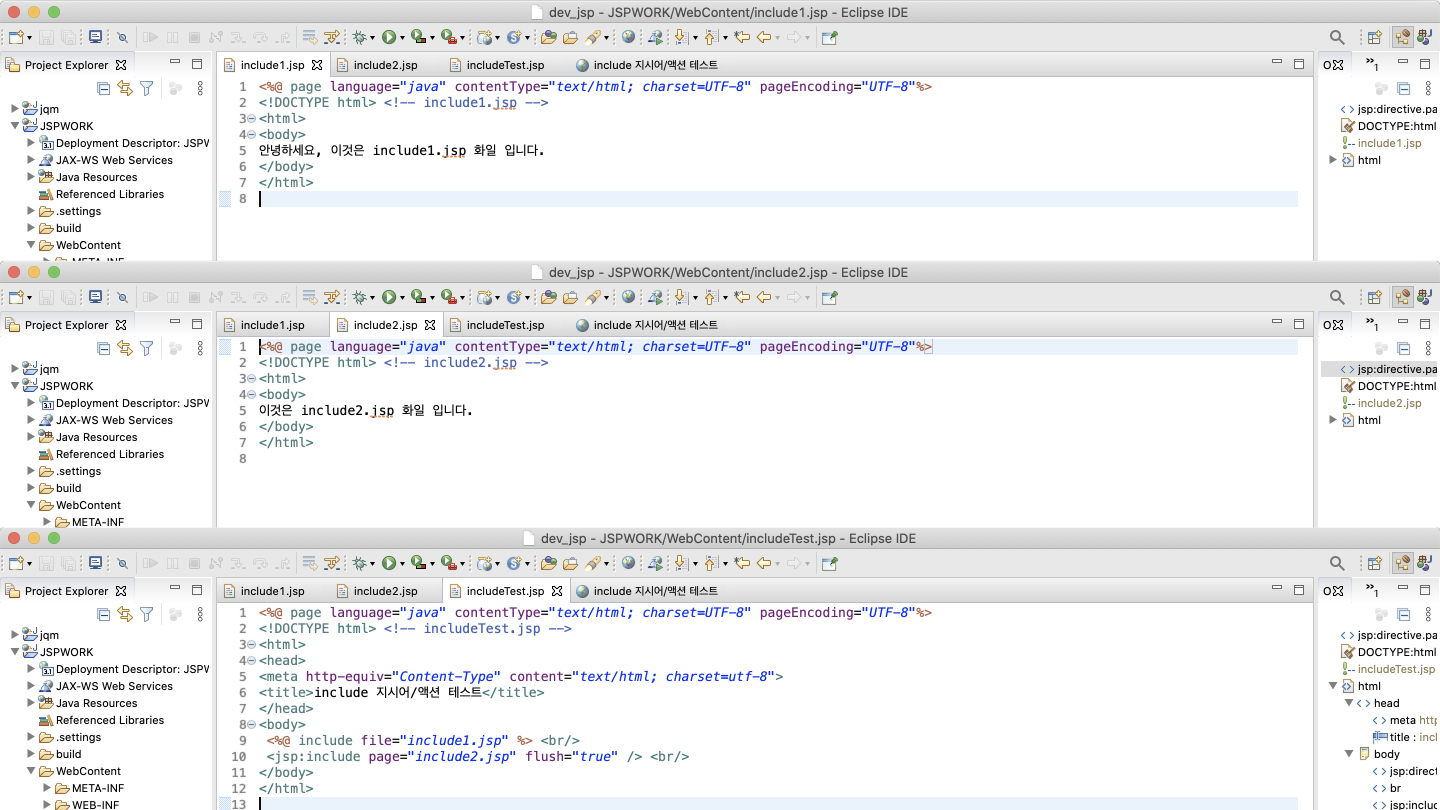 dev_jsp - JSPWORK/WebContent/include1.jsp - Eclipse IDE
Project Explorer
include1.jsp
include2.jsp
includeTest.jsp
include 지시어/액션 테스트
jqm
JSPWORK
Deployment Descriptor: JSPW
JAX-WS Web Services
Java Resources
Referenced Libraries
.settings
build
WebContent
META-INF
1 <%@ page language="java" contentType="text/html; charset=UTF-8" pageEncoding="UTF-8"%>
2 <!DOCTYPE html> <!-- include1.jsp -->
3 <html>
4 <body>
5 안녕하세요, 이것은 include1.jsp 화일 입니다.
6 </body>
7 </html>
8
jsp:directive.pa
DOCTYPE:html
include1.jsp
html
dev_jsp - JSPWORK/WebContent/include2.jsp - Eclipse IDE
Project Explorer
include1.jsp
include2.jsp
includeTest.jsp
include 지시어/액션 테스트
jqm
JSPWORK
Deployment Descriptor: JSPW
JAX-WS Web Services
Java Resources
Referenced Libraries
.settings
build
WebContent
META-INF
1 <%@ page language="java" contentType="text/html; charset=UTF-8" pageEncoding="UTF-8"%>
2 <!DOCTYPE html> <!-- include2.jsp -->
3 <html>
4 <body>
5 이것은 include2.jsp 화일 입니다.
6 </body>
7 </html>
8
jsp:directive.pa
DOCTYPE:html
include2.jsp
html
dev_jsp - JSPWORK/WebContent/includeTest.jsp - Eclipse IDE
Project Explorer
include1.jsp
include2.jsp
includeTest.jsp
include 지시어/액션 테스트
jqm
JSPWORK
Deployment Descriptor: JSPW
JAX-WS Web Services
Java Resources
Referenced Libraries
.settings
build
WebContent
META-INF
WEB-INF
1 <%@ page language="java" contentType="text/html; charset=UTF-8" pageEncoding="UTF-8"%>
2 <!DOCTYPE html> <!-- includeTest.jsp -->
3 <html>
4 <head>
5 <meta http-equiv="Content-Type" content="text/html; charset=utf-8">
6 <title>include 지시어/액션 테스트</title>
7 </head>
8 <body>
9 <%@ include file="include1.jsp" %> <br/>
10 <jsp:include page="include2.jsp" flush="true" /> <br/>
11 </body>
12 </html>
13
jsp:directive.pa
DOCTYPE:html
includeTest.jsp
html
head
meta http
title : incl
body
jsp:direct
br
jsp:includ